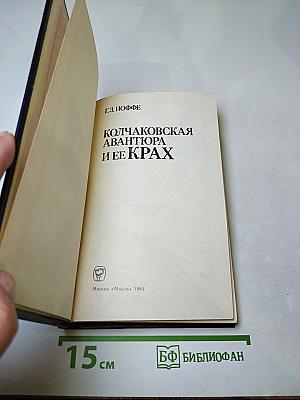 Г.З. ИОФФЕ
КОЛЧАКОВСКАЯ
АВАНТЮРА
И ЕЕ КРАХ
Москва «Мысль» 1983
15 см
БФ БИБЛИОФАН